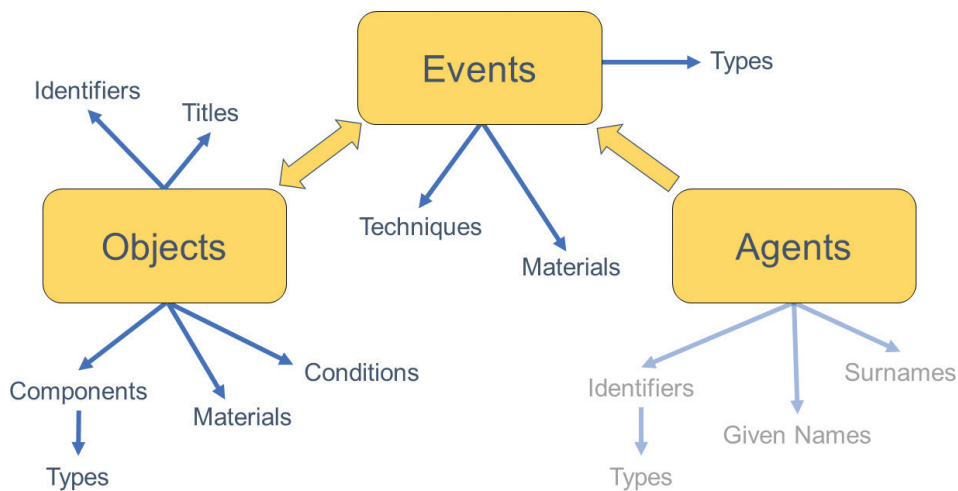 Events
Types
Identifiers
Titles
Objects
Techniques
Materials
Agents
Components
Materials
Conditions
Types
Identifiers
Given Names
Surnames
Types